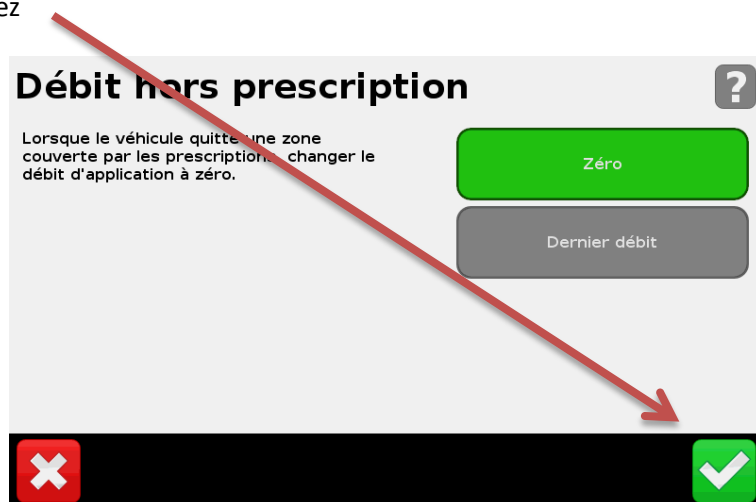 ez
Débit hors prescription
?
Lorsque le véhicule quitte une zone
couverte par les prescriptions, changer le
débit d'application à zéro.
Zéro
Dernier débit